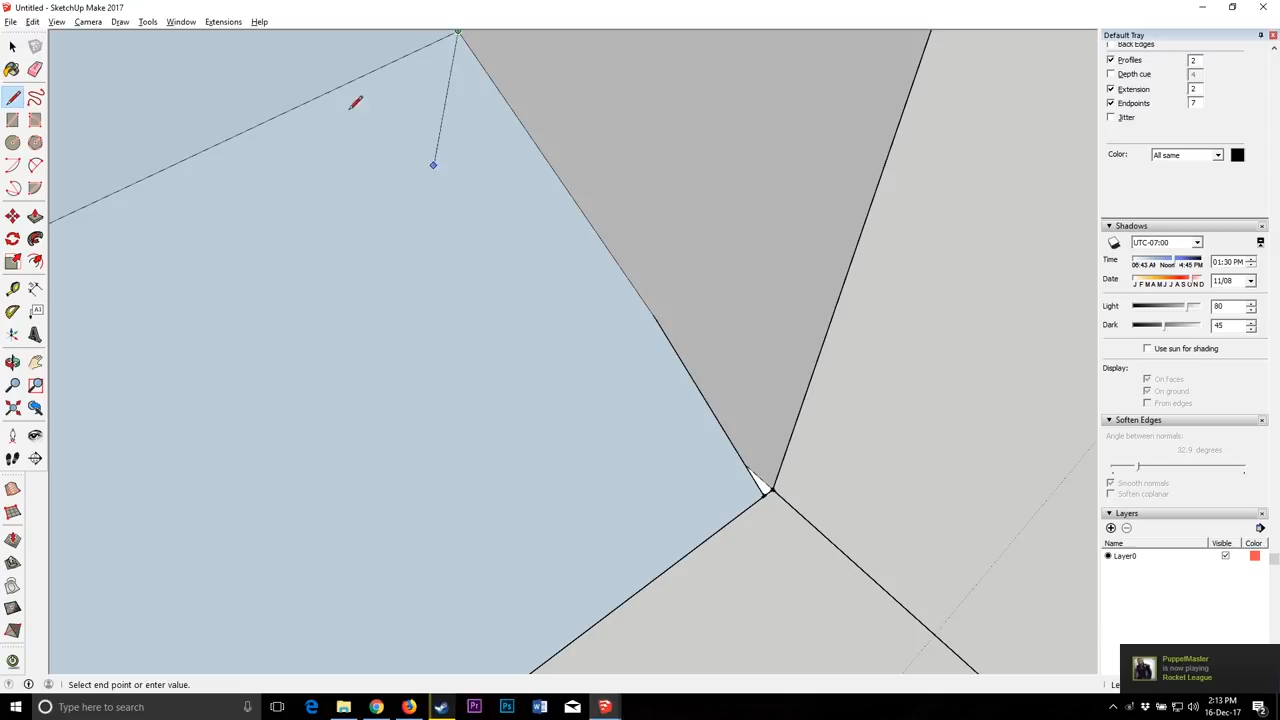 Untitled - SketchUp Make 2017
File Edit View Camera Draw Tools Window Extensions Help
Default Tray
Back Edges
Profiles 2
Depth cue 4
Extension 2
Endpoints 7
Jitter
Color: All same
Shadows
UTC-07:00
Time 06:43 AM Noon 4:45 PM 01:30 PM
Date J F M A M J J A S O N D 11/08
Light 80
Dark 45
Use sun for shading
Display:
On faces
On ground
From edges
Soften Edges
Angle between normals:
32.9 degrees
Smooth normals
Soften coplanar
Layers
Name Visible Color
Layer0
PuppetMaster
is now playing
Rocket League
Select end point or enter value.
Type here to search
2:13 PM
16-Dec-17